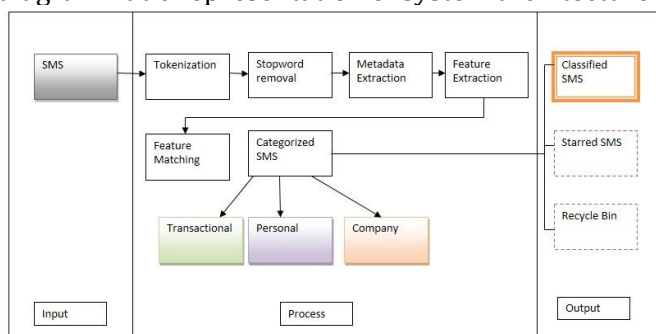 SMS
Tokenization
Stopword
removal
Metadata
Extraction
Feature
Extraction
Classified
SMS
Feature
Matching
Categorized
SMS
Starred SMS
Transactional
Personal
Company
Recycle Bin
Input
Process
Output